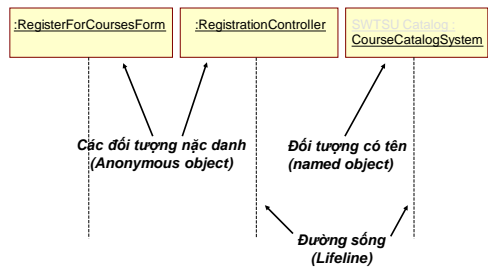 :RegisterForCoursesForm
:RegistrationController
SWTSU Catalog :
CourseCatalogSystem
Các đối tượng nặc danh
(Anonymous object)
Đối tượng có tên
(named object)
Đường sống
(Lifeline)